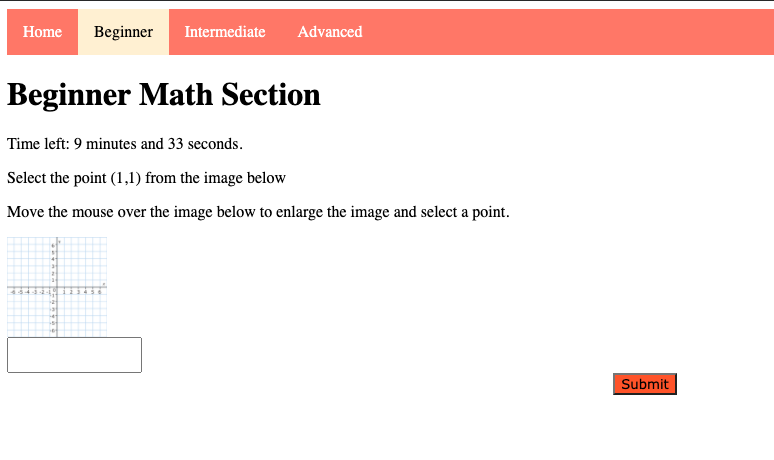 Home Beginner Intermediate Advanced
Beginner Math Section
Time left: 9 minutes and 33 seconds.
Select the point (1,1) from the image below
Move the mouse over the image below to enlarge the image and select a point.
Submit